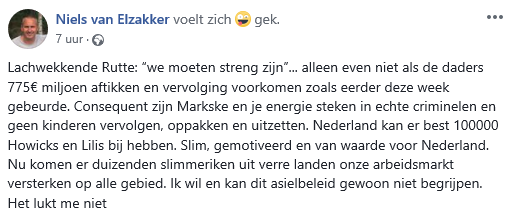 Niels van Elzakker voelt zich 🤪 gek.
7 uur ·
Lachwekkende Rutte: "we moeten streng zijn"... alleen even niet als de daders
775€ miljoen aftikken en vervolging voorkomen zoals eerder deze week
gebeurde. Consequent zijn Markske en je energie steken in echte criminelen en
geen kinderen vervolgen, oppakken en uitzetten. Nederland kan er best 100000
Howicks en Lilis bij hebben. Slim, gemotiveerd en van waarde voor Nederland.
Nu komen er duizenden slimmeriken uit verre landen onze arbeidsmarkt
versterken op alle gebied. Ik wil en kan dit asielbeleid gewoon niet begrijpen.
Het lukt me niet